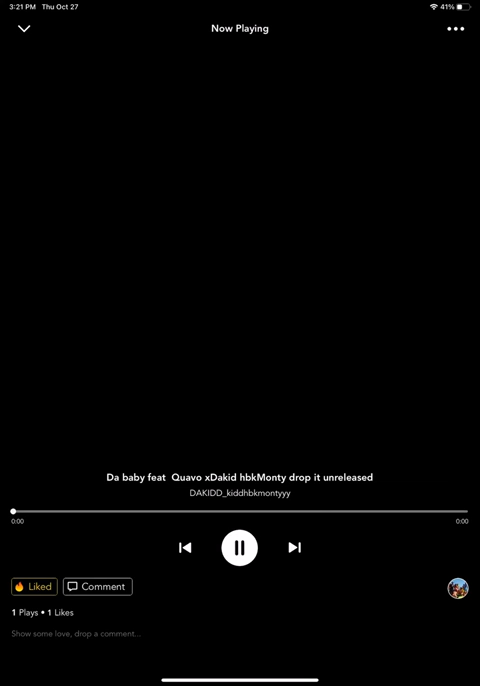 3:21 PM Thu Oct 27 41%
Now Playing
Da baby feat  Quavo xDakid hbkMonty drop it unreleased
DAKIDD_kiddhbkmontyyy
0:00 0:00
Liked Comment
1 Plays • 1 Likes
Show some love, drop a comment...